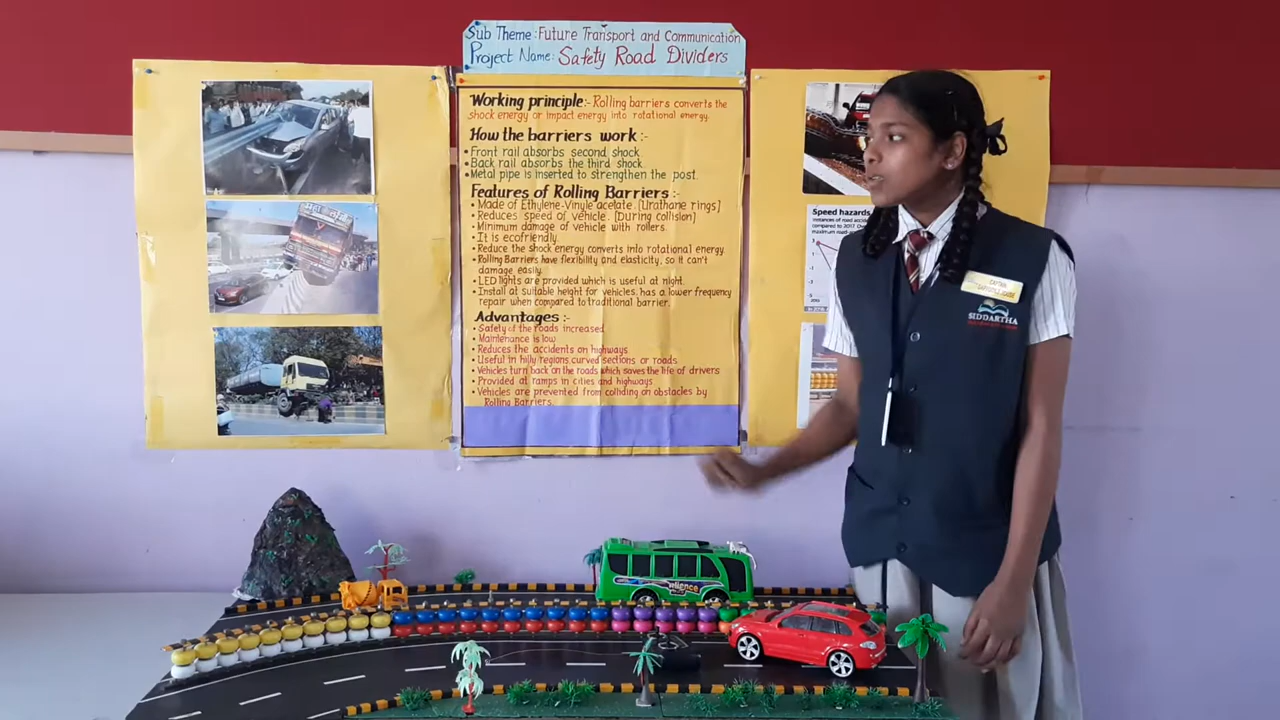 Sub Theme: Future Transport and Communication
Project Name: Safety Road Dividers
Working principle:- Rolling barriers converts the
shock energy or impact energy into rotational energy.
How the barriers work :-
• Front rail absorbs second shock
• Back rail absorbs the third shock.
• Metal pipe is inserted to strengthen the post.
Features of Rolling Barriers :-
• Made of Ethylene-Vinyle acetate. [Urathane rings]
• Reduces speed of vehicle. [During collision]
• Minimum damage of vehicle with rollers.
• It is ecofriendly.
• Reduce the shock energy converts into rotational energy.
• Rolling Barriers have flexibility and elasticity, so it can't
damage easily.
• LED lights are provided which is useful at night.
• Install at suitable height for vehicles, has a lower frequency
repair when compared to traditional barrier.
Advantages :-
• Safety of the roads increased
• Maintenance is low
• Reduces the accidents on highways
• Useful in hilly regions, curved sections or roads
• Vehicles turn back on the roads which saves the life of drivers
• Provided at ramps in cities and highways
• Vehicles are prevented from colliding on obstacles by
Rolling Barriers.
Speed hazards
CAPTAIN
SIDDARTHA